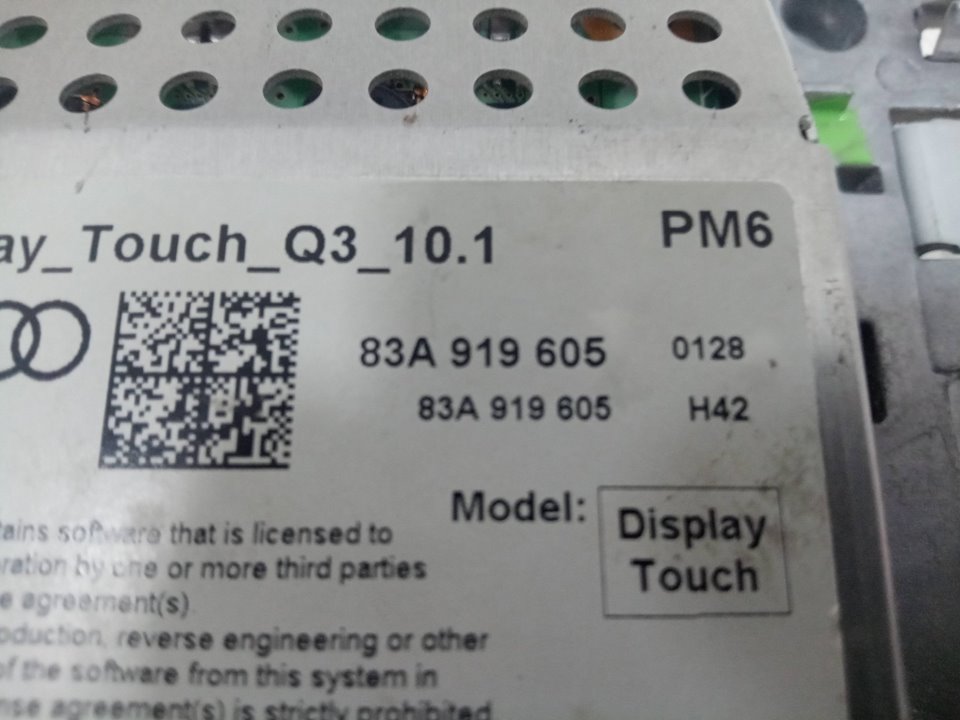 ay_Touch_Q3_10.1 PM6
83A 919 605 0128
83A 919 605 H42
Model: Display
Touch
tains software that is licensed to
ration by one or more third parties
e agreement(s)
oduction, reverse engineering or other
of the software from this system in
nse agreement(s) is strictly prohibited